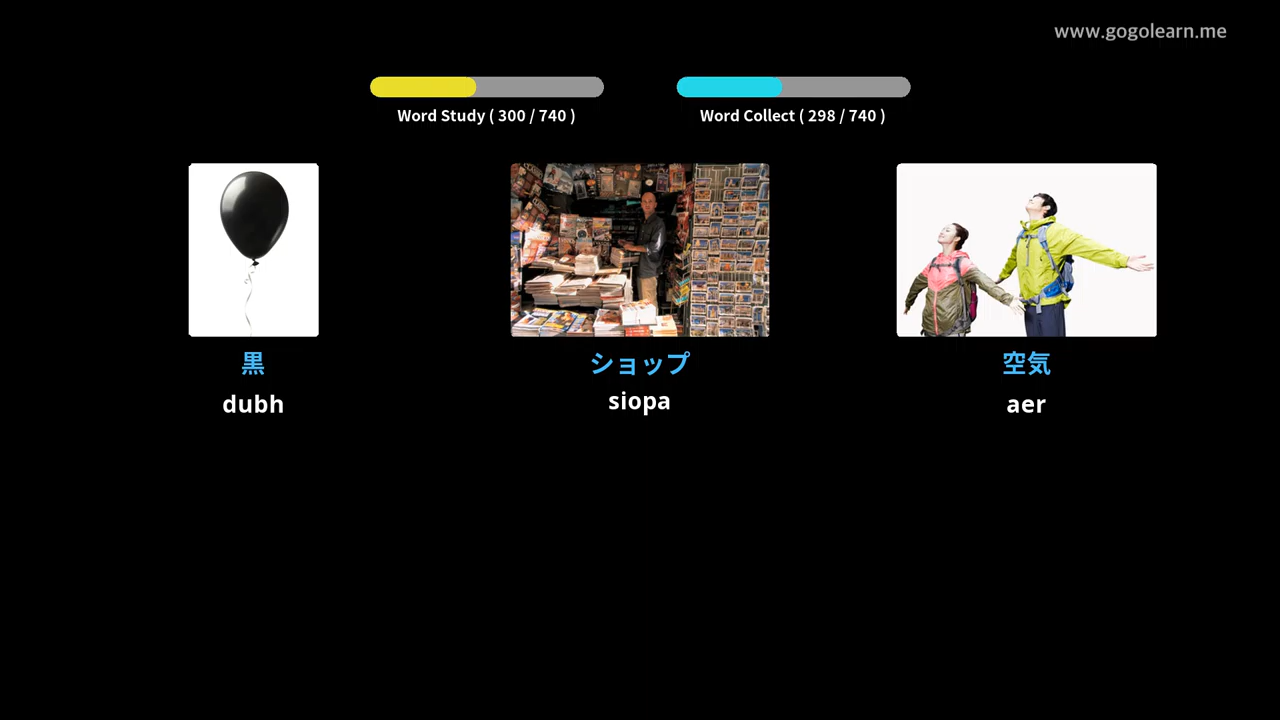 www.gogolearn.me
Word Study ( 300 / 740 )
Word Collect ( 298 / 740 )
黒
dubh
ショップ
siopa
空気
aer